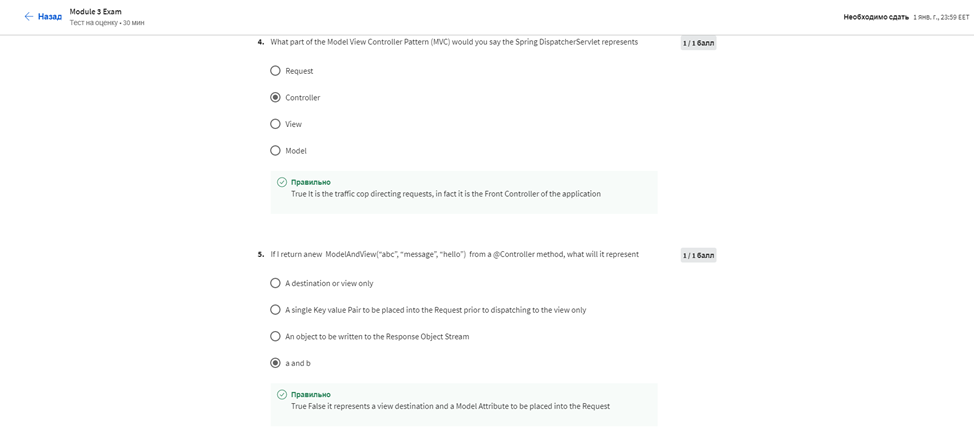 Назад
Module 3 Exam
Тест на оценку • 30 мин
Необходимо сдать 1 янв. г., 23:59 EET
4. What part of the Model View Controller Pattern (MVC) would you say the Spring DispatcherServlet represents
1 / 1 балл
Request
Controller
View
Model
Правильно
True It is the traffic cop directing requests, in fact it is the Front Controller of the application
5. If I return anew ModelAndView(“abc”, “message”, “hello”) from a @Controller method, what will it represent
1 / 1 балл
A destination or view only
A single Key value Pair to be placed into the Request prior to dispatching to the view only
An object to be written to the Response Object Stream
a and b
Правильно
True False it represents a view destination and a Model Attribute to be placed into the Request